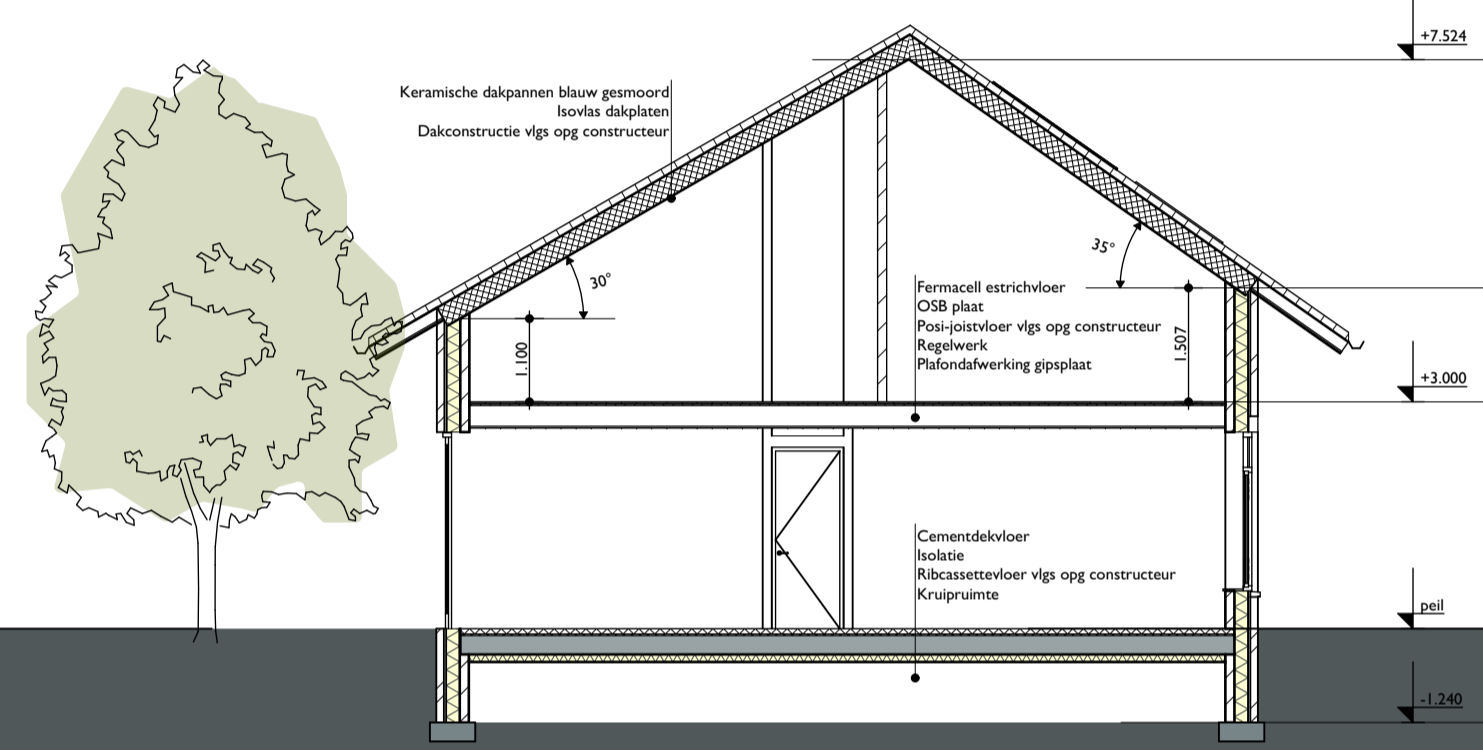 +7.524
Keramische dakpannen blauw gesmoord
Isovlas dakplaten
Dakconstructie vlgs opg constructeur
30°
35°
1.100
Fermacell estrichvloer
OSB plaat
Posi-joistvloer vlgs opg constructeur
Regelwerk
Plafondafwerking gipsplaat
1.507
+3.000
Cementdekvloer
Isolatie
Ribcassettevloer vlgs opg constructeur
Kruipruimte
peil
-1.240